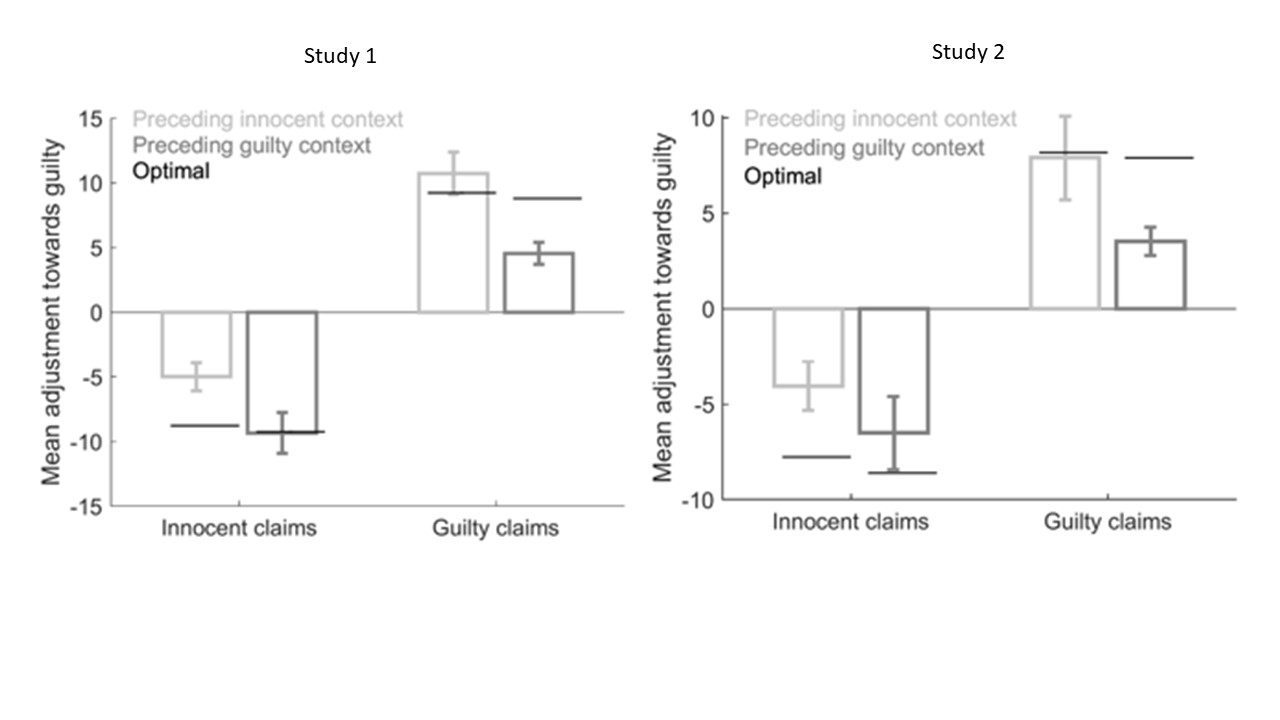 Study 1
Mean adjustment towards guilty
15
10
5
0
-5
-10
-15
Preceding innocent context
Preceding guilty context
Optimal
Innocent claims
Guilty claims
Study 2
Mean adjustment towards guilty
10
5
0
-5
-10
Preceding innocent context
Preceding guilty context
Optimal
Innocent claims
Guilty claims